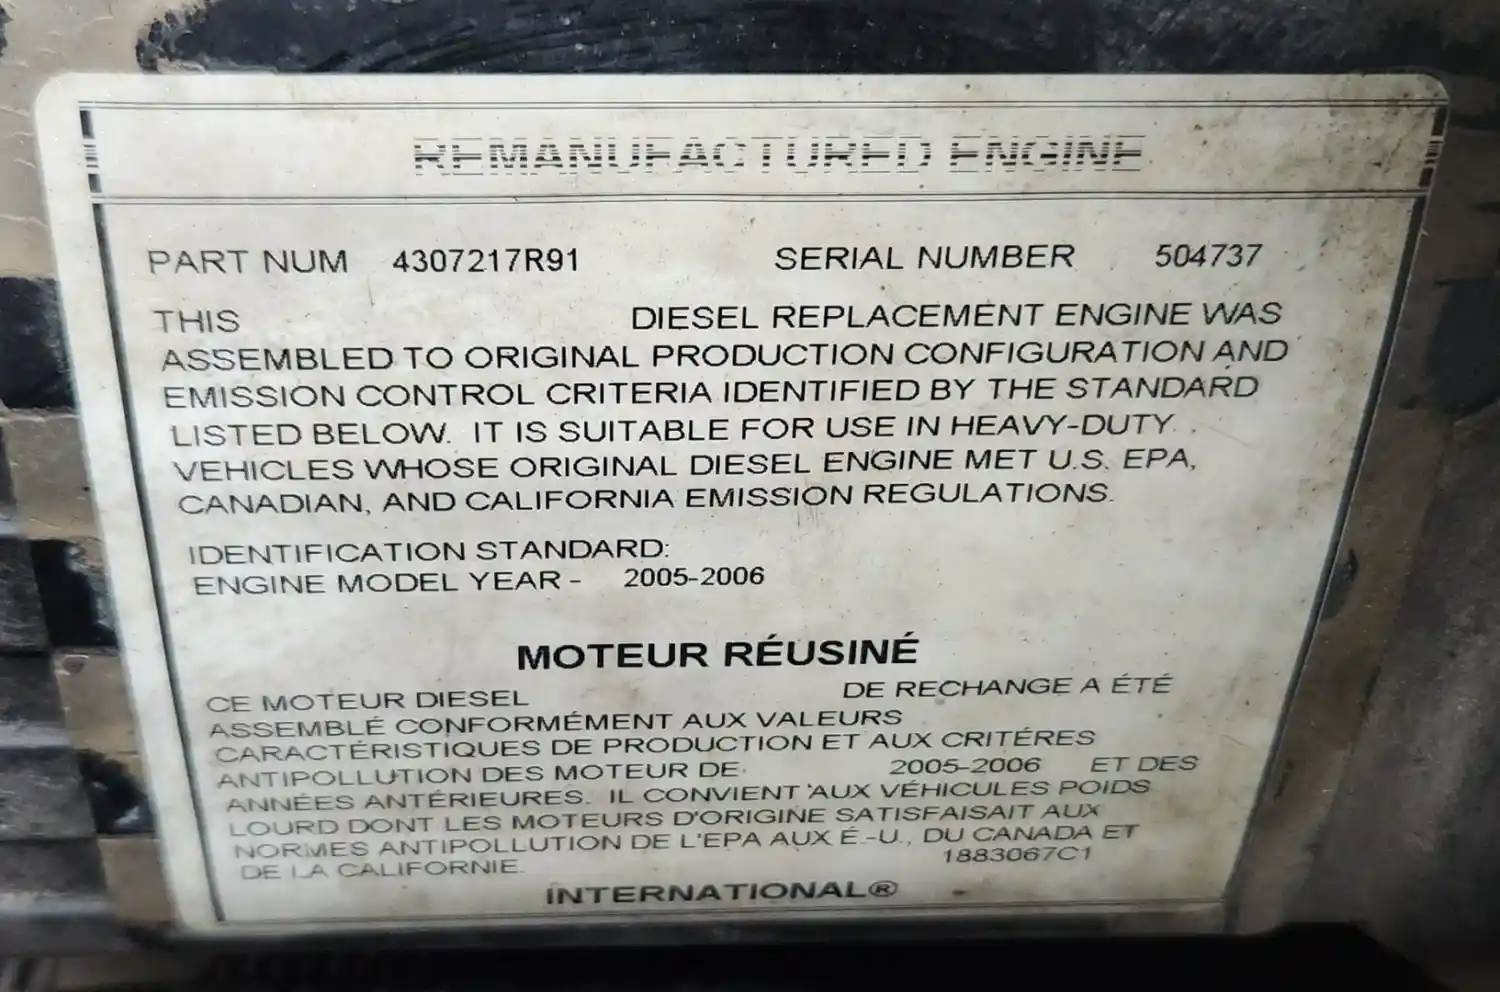 REMANUFACTURED ENGINE
PART NUM 4307217R91 SERIAL NUMBER 504737
THIS DIESEL REPLACEMENT ENGINE WAS
ASSEMBLED TO ORIGINAL PRODUCTION CONFIGURATION AND
EMISSION CONTROL CRITERIA IDENTIFIED BY THE STANDARD
LISTED BELOW. IT IS SUITABLE FOR USE IN HEAVY-DUTY
VEHICLES WHOSE ORIGINAL DIESEL ENGINE MET U.S. EPA,
CANADIAN, AND CALIFORNIA EMISSION REGULATIONS.
IDENTIFICATION STANDARD:
ENGINE MODEL YEAR - 2005-2006
MOTEUR RÉUSINÉ
CE MOTEUR DIESEL DE RECHANGE A ÉTÉ
ASSEMBLÉ CONFORMÉMENT AUX VALEURS
CARACTÉRISTIQUES DE PRODUCTION ET AUX CRITÉRES
ANTIPOLLUTION DES MOTEUR DE 2005-2006 ET DES
ANNÉES ANTÉRIEURES. IL CONVIENT AUX VÉHICULES POIDS
LOURD DONT LES MOTEURS D'ORIGINE SATISFAISAIT AUX
NORMES ANTIPOLLUTION DE L'EPA AUX É.-U., DU CANADA ET
DE LA CALIFORNIE. 1883067C1
INTERNATIONAL®